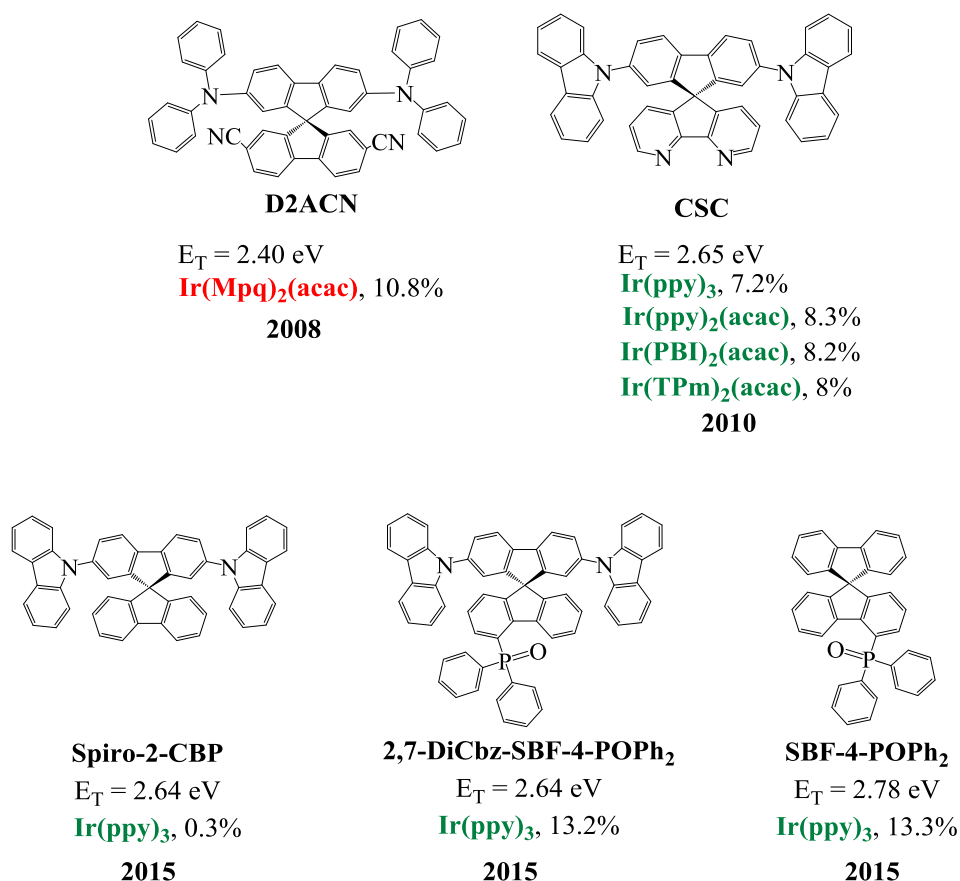 N
N
NC
CN
D2ACN
E_T = 2.40 eV
Ir(Mpq)_2(acac), 10.8%
2008
N
N
N
N
CSC
E_T = 2.65 eV
Ir(ppy)_3, 7.2%
Ir(ppy)_2(acac), 8.3%
Ir(PBI)_2(acac), 8.2%
Ir(TPm)_2(acac), 8%
2010
N
N
Spiro-2-CBP
E_T = 2.64 eV
Ir(ppy)_3, 0.3%
2015
N
N
P
O
2,7-DiCbz-SBF-4-POPh_2
E_T = 2.64 eV
Ir(ppy)_3, 13.2%
2015
O
P
SBF-4-POPh_2
E_T = 2.78 eV
Ir(ppy)_3, 13.3%
2015